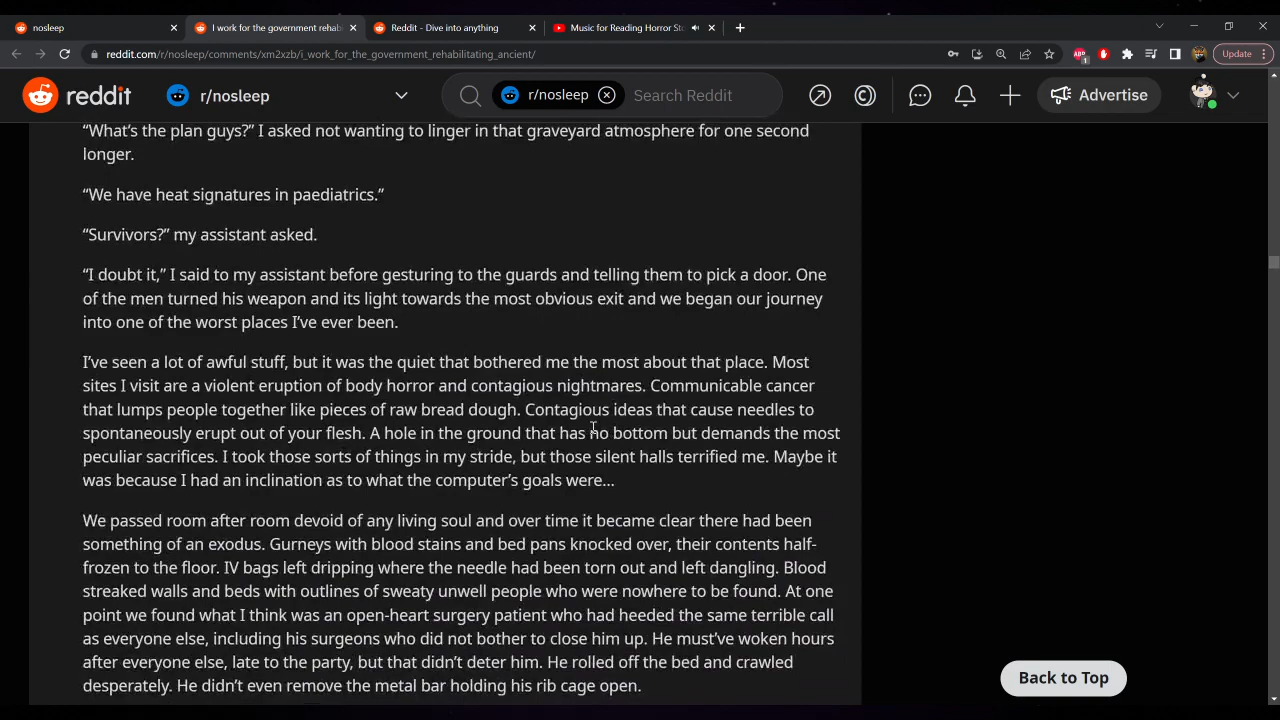 nosleep
I work for the government rehabi
Reddit - Dive into anything
Music for Reading Horror St
reddit.com/r/nosleep/comments/xm2xzb/i_work_for_the_government_rehabilitating_ancient/
Update
reddit
r/nosleep
r/nosleep
Search Reddit
Advertise
“What’s the plan guys?” I asked not wanting to linger in that graveyard atmosphere for one second
longer.
“We have heat signatures in paediatrics.”
“Survivors?” my assistant asked.
“I doubt it,” I said to my assistant before gesturing to the guards and telling them to pick a door. One
of the men turned his weapon and its light towards the most obvious exit and we began our journey
into one of the worst places I’ve ever been.
I’ve seen a lot of awful stuff, but it was the quiet that bothered me the most about that place. Most
sites I visit are a violent eruption of body horror and contagious nightmares. Communicable cancer
that lumps people together like pieces of raw bread dough. Contagious ideas that cause needles to
spontaneously erupt out of your flesh. A hole in the ground that has no bottom but demands the most
peculiar sacrifices. I took those sorts of things in my stride, but those silent halls terrified me. Maybe it
was because I had an inclination as to what the computer’s goals were…
We passed room after room devoid of any living soul and over time it became clear there had been
something of an exodus. Gurneys with blood stains and bed pans knocked over, their contents half-
frozen to the floor. IV bags left dripping where the needle had been torn out and left dangling. Blood
streaked walls and beds with outlines of sweaty unwell people who were nowhere to be found. At one
point we found what I think was an open-heart surgery patient who had heeded the same terrible call
as everyone else, including his surgeons who did not bother to close him up. He must’ve woken hours
after everyone else, late to the party, but that didn’t deter him. He rolled off the bed and crawled
desperately. He didn’t even remove the metal bar holding his rib cage open.
Back to Top